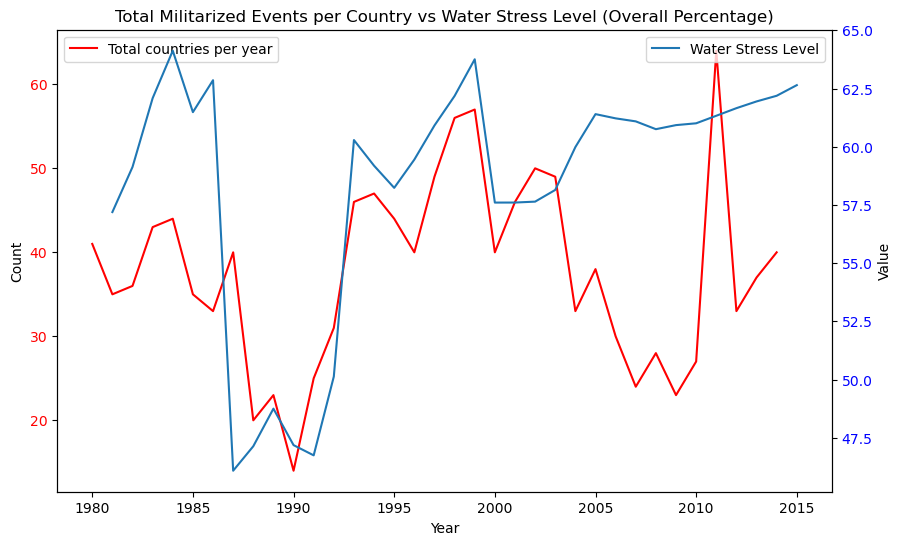 Total Militarized Events per Country vs Water Stress Level (Overall Percentage)
Total countries per year
Water Stress Level
60
50
40
30
20
Count
65.0
62.5
60.0
57.5
55.0
52.5
50.0
47.5
Value
1980 1985 1990 1995 2000 2005 2010 2015
Year